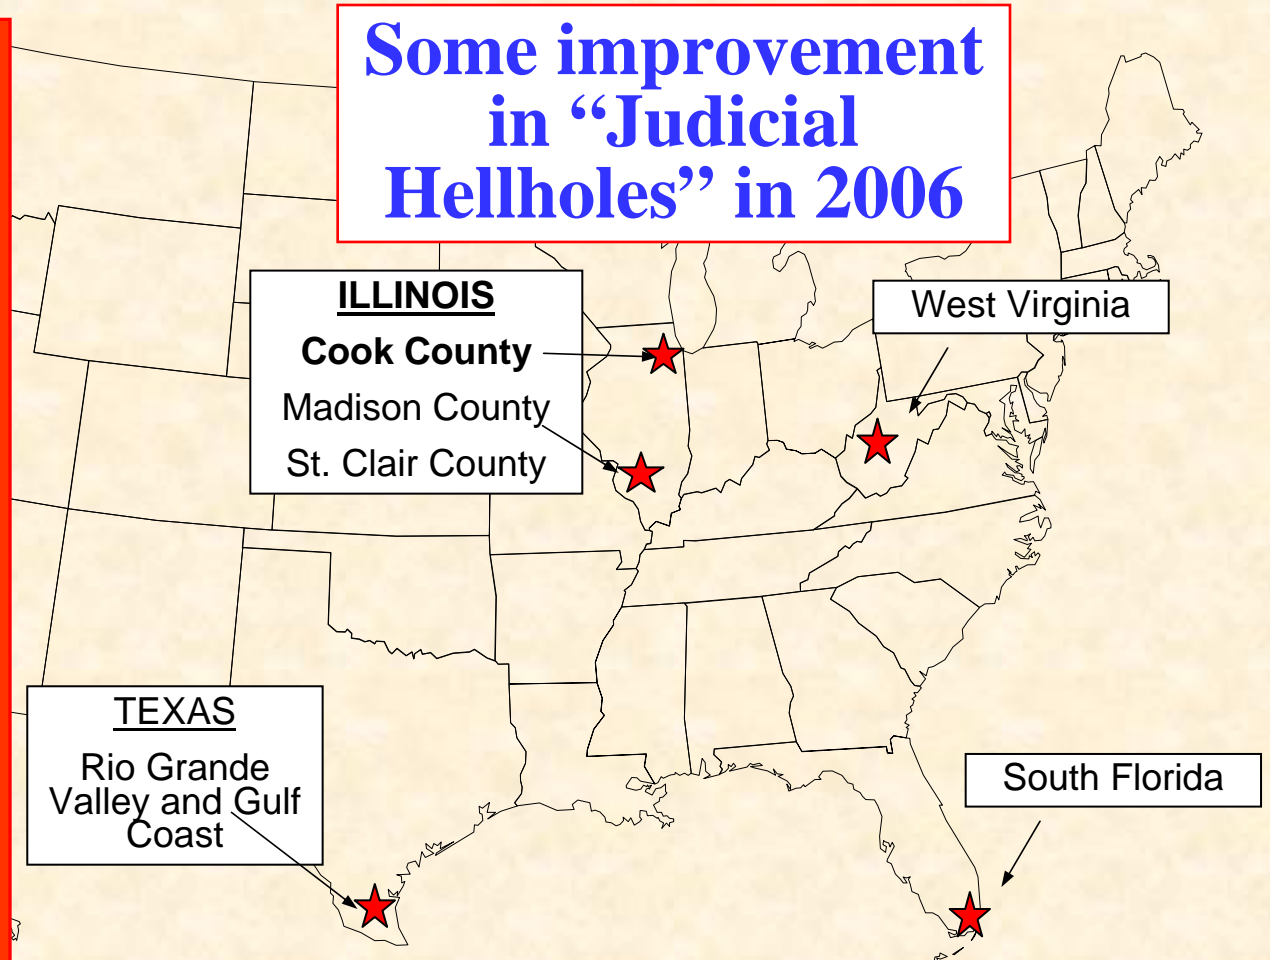 Some improvement
in “Judicial
Hellholes” in 2006
ILLINOIS
Cook County
Madison County
St. Clair County
West Virginia
TEXAS
Rio Grande
Valley and Gulf
Coast
South Florida